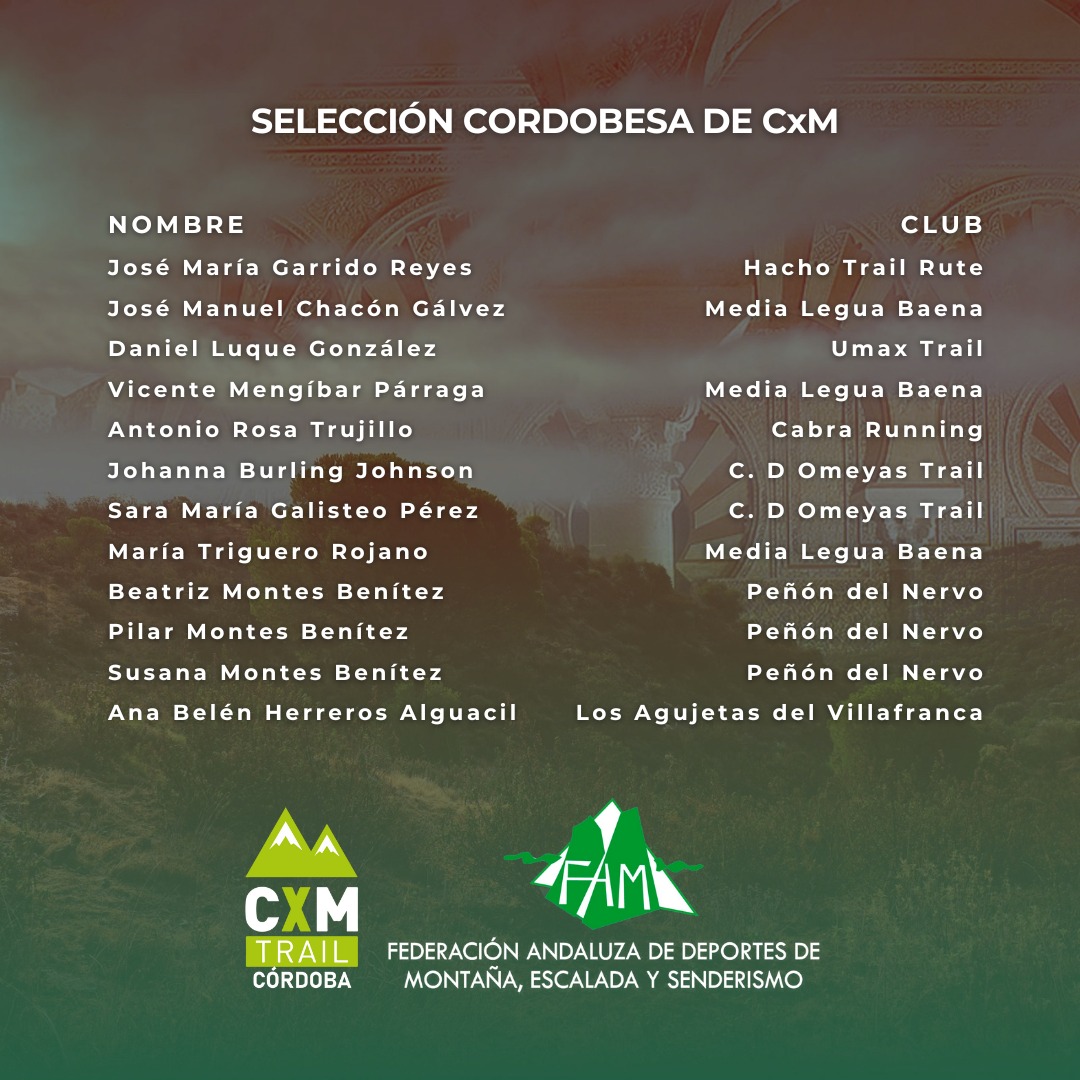 SELECCIÓN CORDOBESA DE CxM
NOMBRE CLUB
José María Garrido Reyes Hacho Trail Rute
José Manuel Chacón Gálvez Media Legua Baena
Daniel Luque González Umax Trail
Vicente Mengíbar Párraga Media Legua Baena
Antonio Rosa Trujillo Cabra Running
Johanna Burling Johnson C. D Omeyas Trail
Sara María Galisteo Pérez C. D Omeyas Trail
María Triguero Rojano Media Legua Baena
Beatriz Montes Benítez Peñón del Nervo
Pilar Montes Benítez Peñón del Nervo
Susana Montes Benítez Peñón del Nervo
Ana Belén Herreros Alguacil Los Agujetas del Villafranca
CXM
TRAIL
CÓRDOBA
FAM
FEDERACIÓN ANDALUZA DE DEPORTES DE
MONTAÑA, ESCALADA Y SENDERISMO